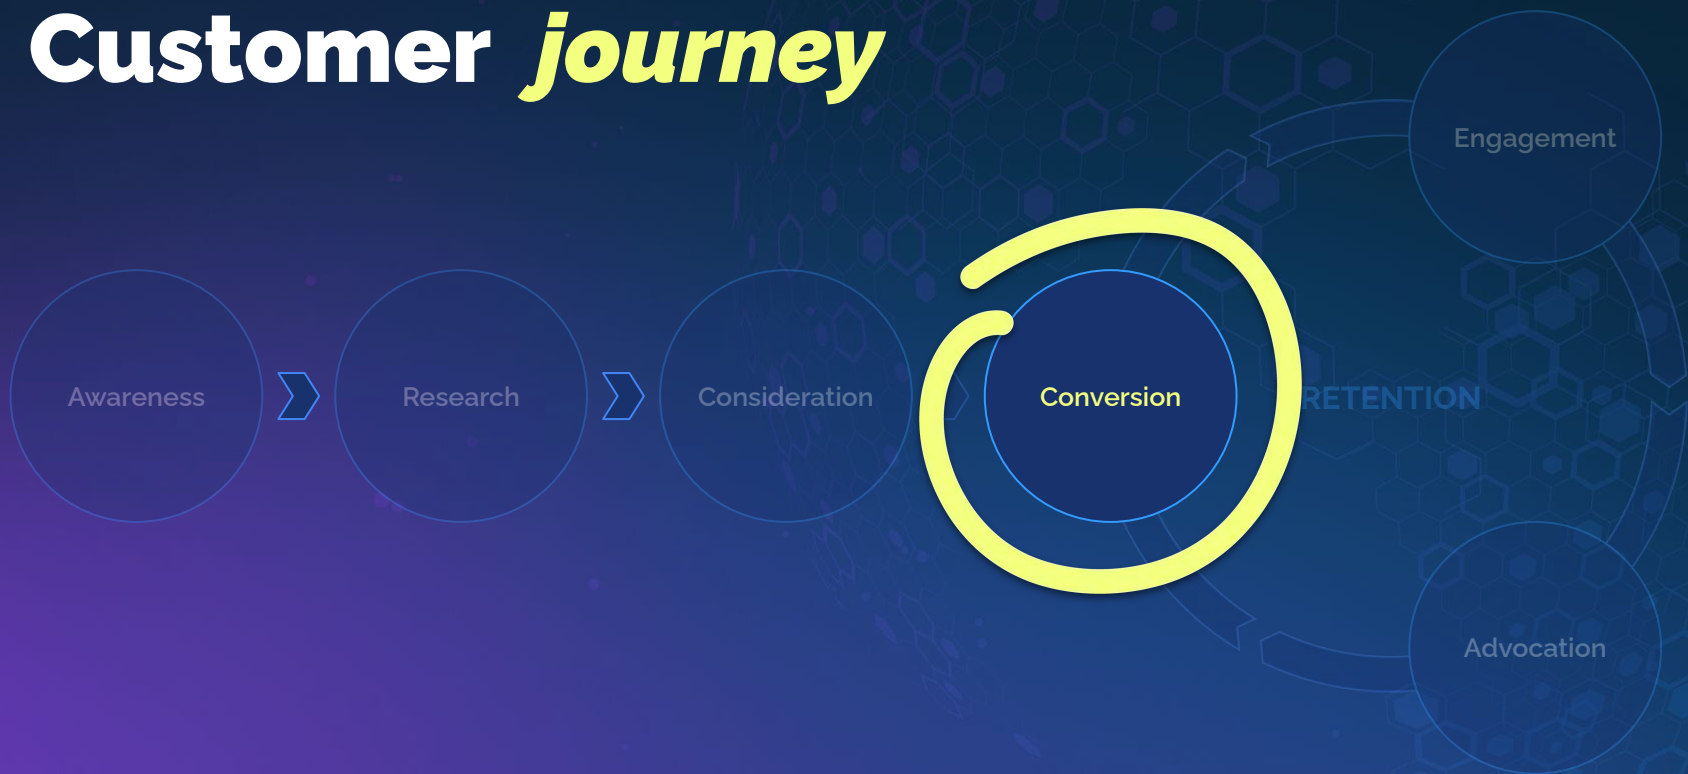 Customer journey
Engagement
Awareness
Research
Consideration
Conversion
RETENTION
Advocation